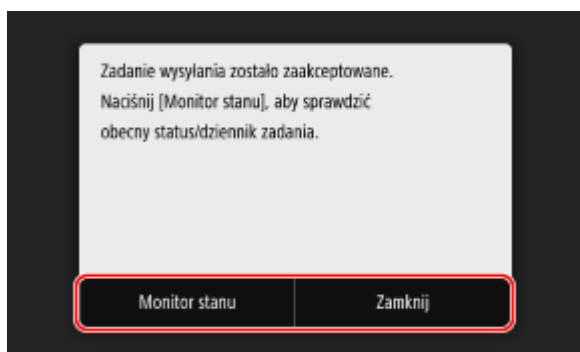 Zadanie wysyłania zostało zaakceptowane.
Naciśnij [Monitor stanu], aby sprawdzić
obecny status/dziennik zadania.
Monitor stanu
Zamknij